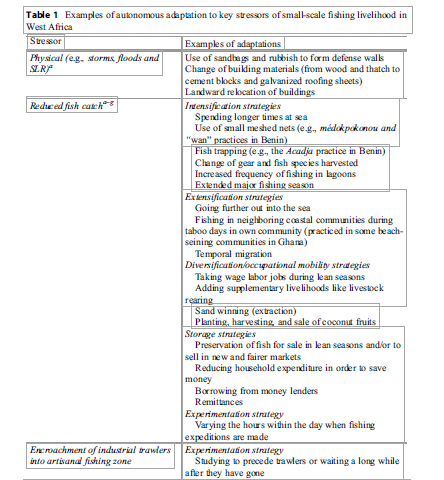 Table 1 Examples of autonomous adaptation to key stressors of small-scale fishing livelihood in
West Africa
Stressor
Examples of adaptations
Physical (e.g., storms, floods and
SLR)a
Use of sandbags and rubbish to form defense walls
Change of building materials (from wood and thatch to
cement blocks and galvanized roofing sheets)
Landward relocation of buildings
Reduced fish catcha–g
Intensification strategies
Spending longer times at sea
Use of small meshed nets (e.g., médokpokonou and
“wan” practices in Benin)
Fish trapping (e.g., the Acadja practice in Benin)
Change of gear and fish species harvested
Increased frequency of fishing in lagoons
Extended major fishing season
Extensification strategies
Going further out into the sea
Fishing in neighboring coastal communities during
taboo days in own community (practiced in some beach-
seining communities in Ghana)
Temporal migration
Diversification/occupational mobility strategies
Taking wage labor jobs during lean seasons
Adding supplementary livelihoods like livestock
rearing
Sand winning (extraction)
Planting, harvesting, and sale of coconut fruits
Storage strategies
Preservation of fish for sale in lean seasons and/or to
sell in new and fairer markets
Reducing household expenditure in order to save
money
Borrowing from money lenders
Remittances
Experimentation strategy
Varying the hours within the day when fishing
expeditions are made
Encroachment of industrial trawlers
into artisanal fishing zone
Experimentation strategy
Studying to precede trawlers or waiting a long while
after they have gone